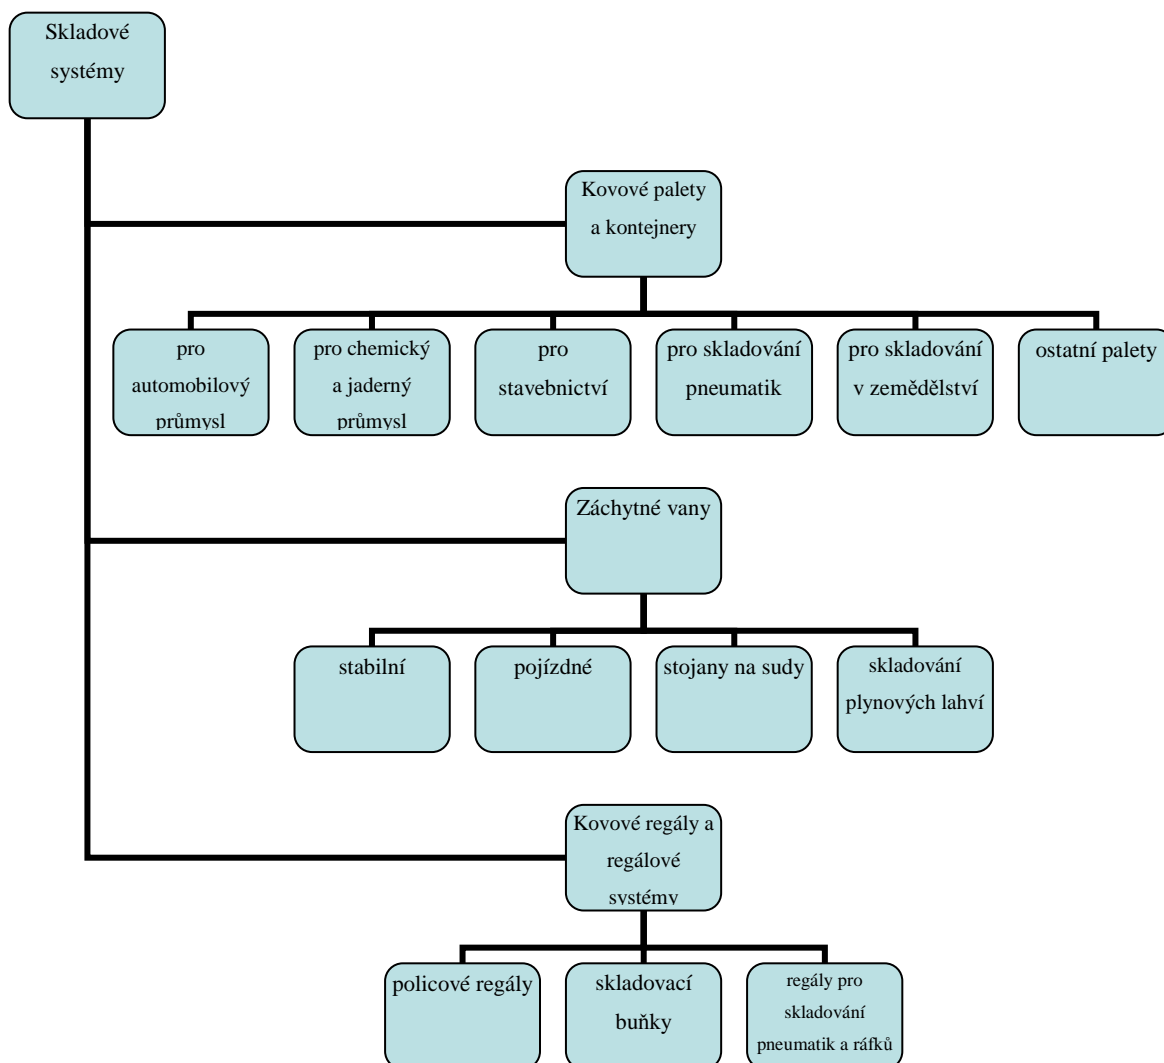 Skladové
systémy
Kovové palety
a kontejnery
pro
automobilový
průmysl
pro chemický
a jaderný
průmysl
pro
stavebnictví
pro skladování
pneumatik
pro skladování
v zemědělství
ostatní palety
Záchytné vany
stabilní
pojízdné
stojany na sudy
skladování
plynových lahví
Kovové regály a
regálové
systémy
policové regály
skladovací
buňky
regály pro
skladování
pneumatik a ráfků